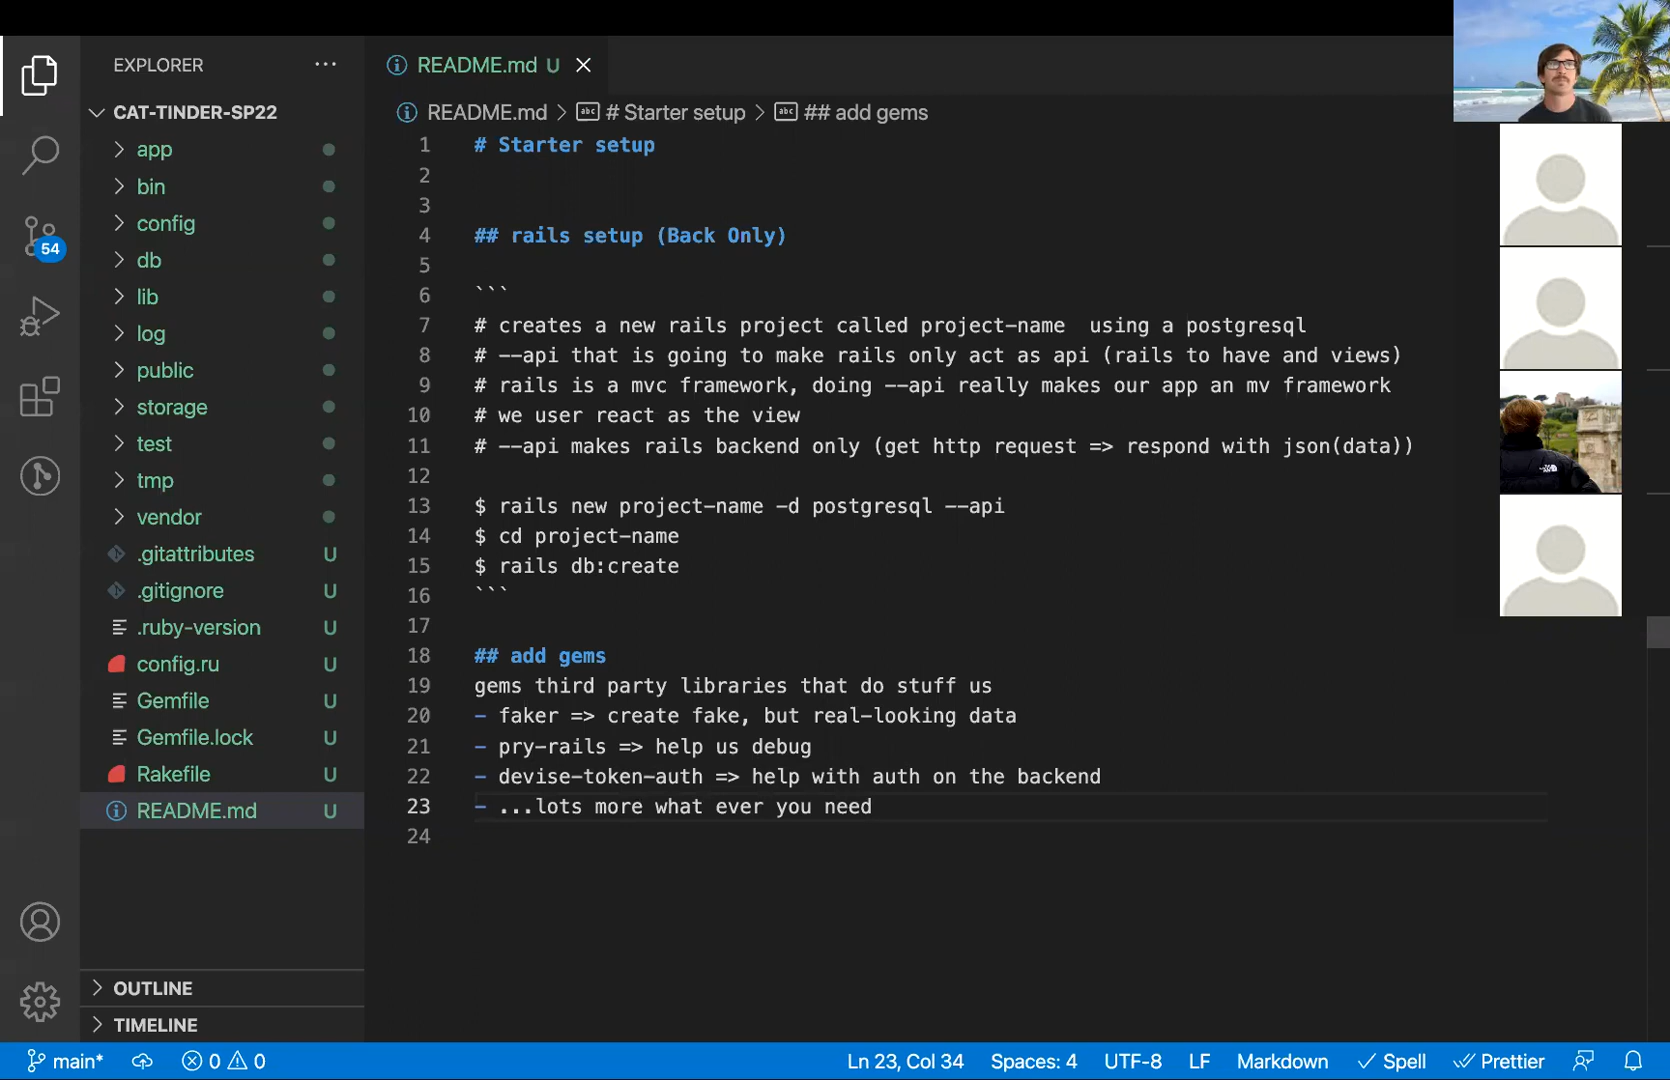 EXPLORER
README.md U
CAT-TINDER-SP22
app
bin
config
db
lib
log
public
storage
test
tmp
vendor
.gitattributes U
.gitignore U
.ruby-version U
config.ru U
Gemfile U
Gemfile.lock U
Rakefile U
README.md U
OUTLINE
TIMELINE
54
README.md > # Starter setup > ## add gems
1 # Starter setup
2
3
4 ## rails setup (Back Only)
5
6 ```
7 # creates a new rails project called project-name  using a postgresql
8 # --api that is going to make rails only act as api (rails to have and views)
9 # rails is a mvc framework, doing --api really makes our app an mv framework
10 # we user react as the view
11 # --api makes rails backend only (get http request => respond with json(data))
12
13 $ rails new project-name -d postgresql --api
14 $ cd project-name
15 $ rails db:create
16 ```
17
18 ## add gems
19 gems third party libraries that do stuff us
20 - faker => create fake, but real-looking data
21 - pry-rails => help us debug
22 - devise-token-auth => help with auth on the backend
23 - ...lots more what ever you need
24
main* 0 0 Ln 23, Col 34 Spaces: 4 UTF-8 LF Markdown Spell Prettier